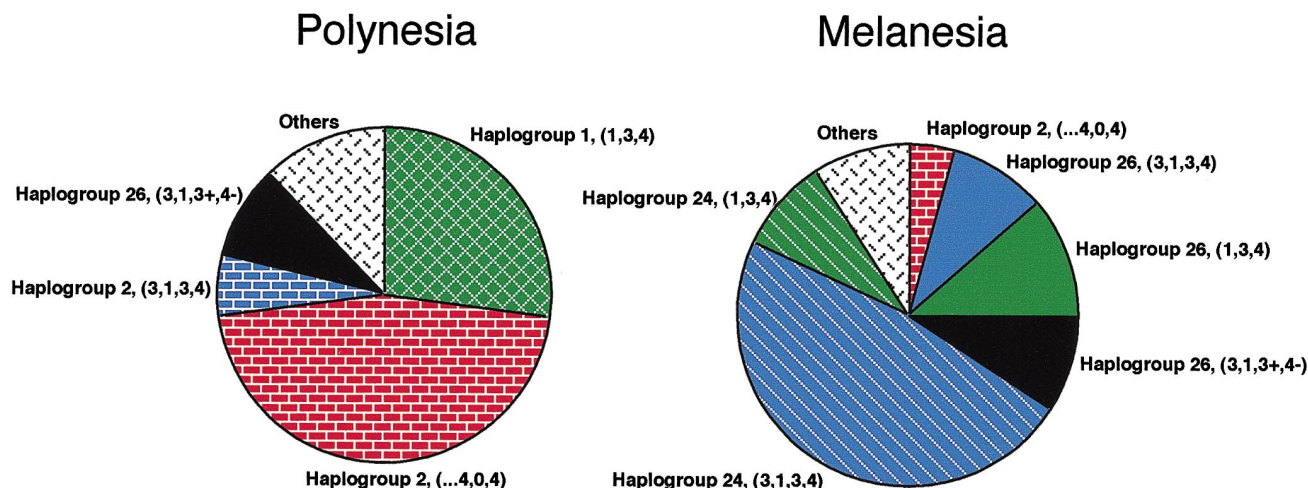 Polynesia
Others
Haplogroup 1, (1,3,4)
Haplogroup 26, (3,1,3+,4-)
Haplogroup 2, (3,1,3,4)
Haplogroup 2, (...4,0,4)
Melanesia
Others
Haplogroup 2, (...4,0,4)
Haplogroup 26, (3,1,3,4)
Haplogroup 24, (1,3,4)
Haplogroup 26, (1,3,4)
Haplogroup 26, (3,1,3+,4-)
Haplogroup 24, (3,1,3,4)